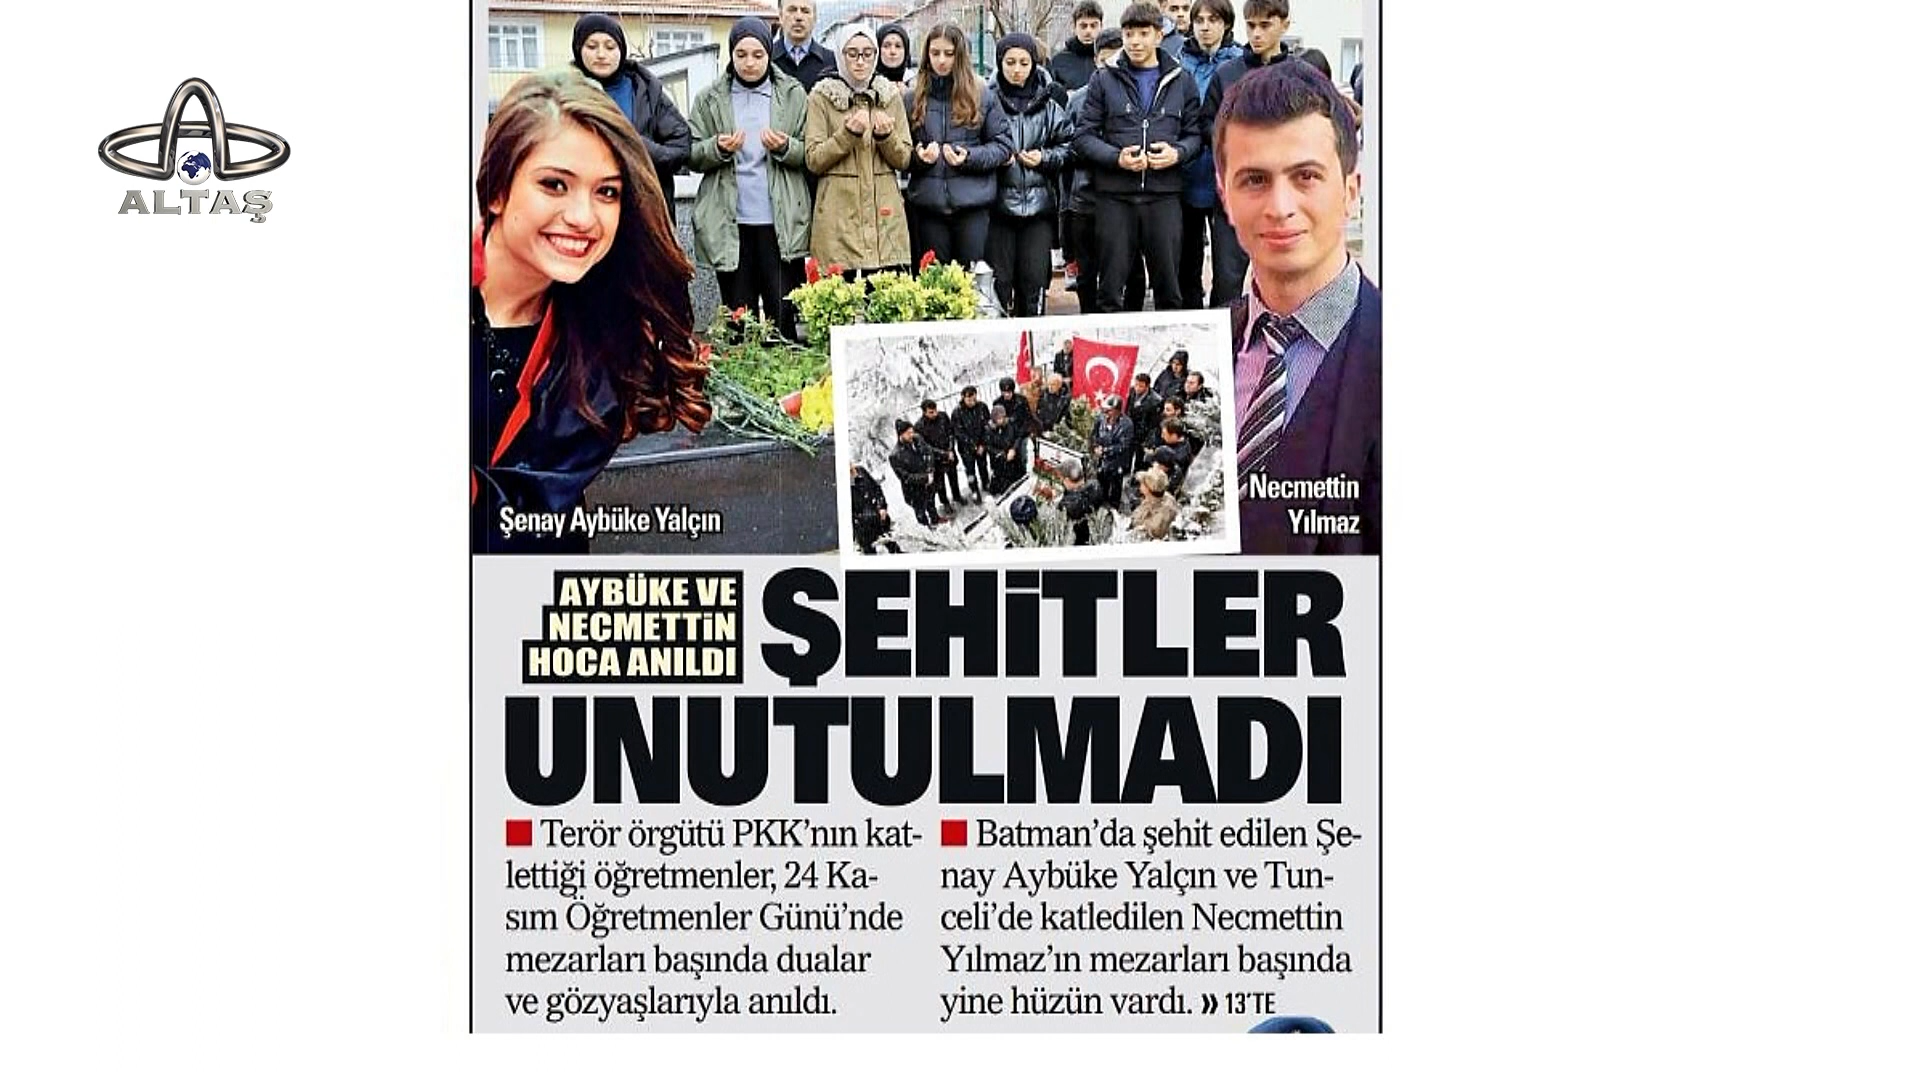 ALTAŞ
Şenay Aybüke Yalçın
Necmettin
Yılmaz
AYBÜKE VE
NECMETTİN
HOCA ANILDI
ŞEHİTLER
UNUTULMADI
Terör örgütü PKK’nın kat-
lettiği öğretmenler, 24 Ka-
sım Öğretmenler Günü’nde
mezarları başında dualar
ve gözyaşlarıyla anıldı.
Batman’da şehit edilen Şe-
nay Aybüke Yalçın ve Tun-
celi’de katledilen Necmettin
Yılmaz’ın mezarları başında
yine hüzün vardı. » 13’TE